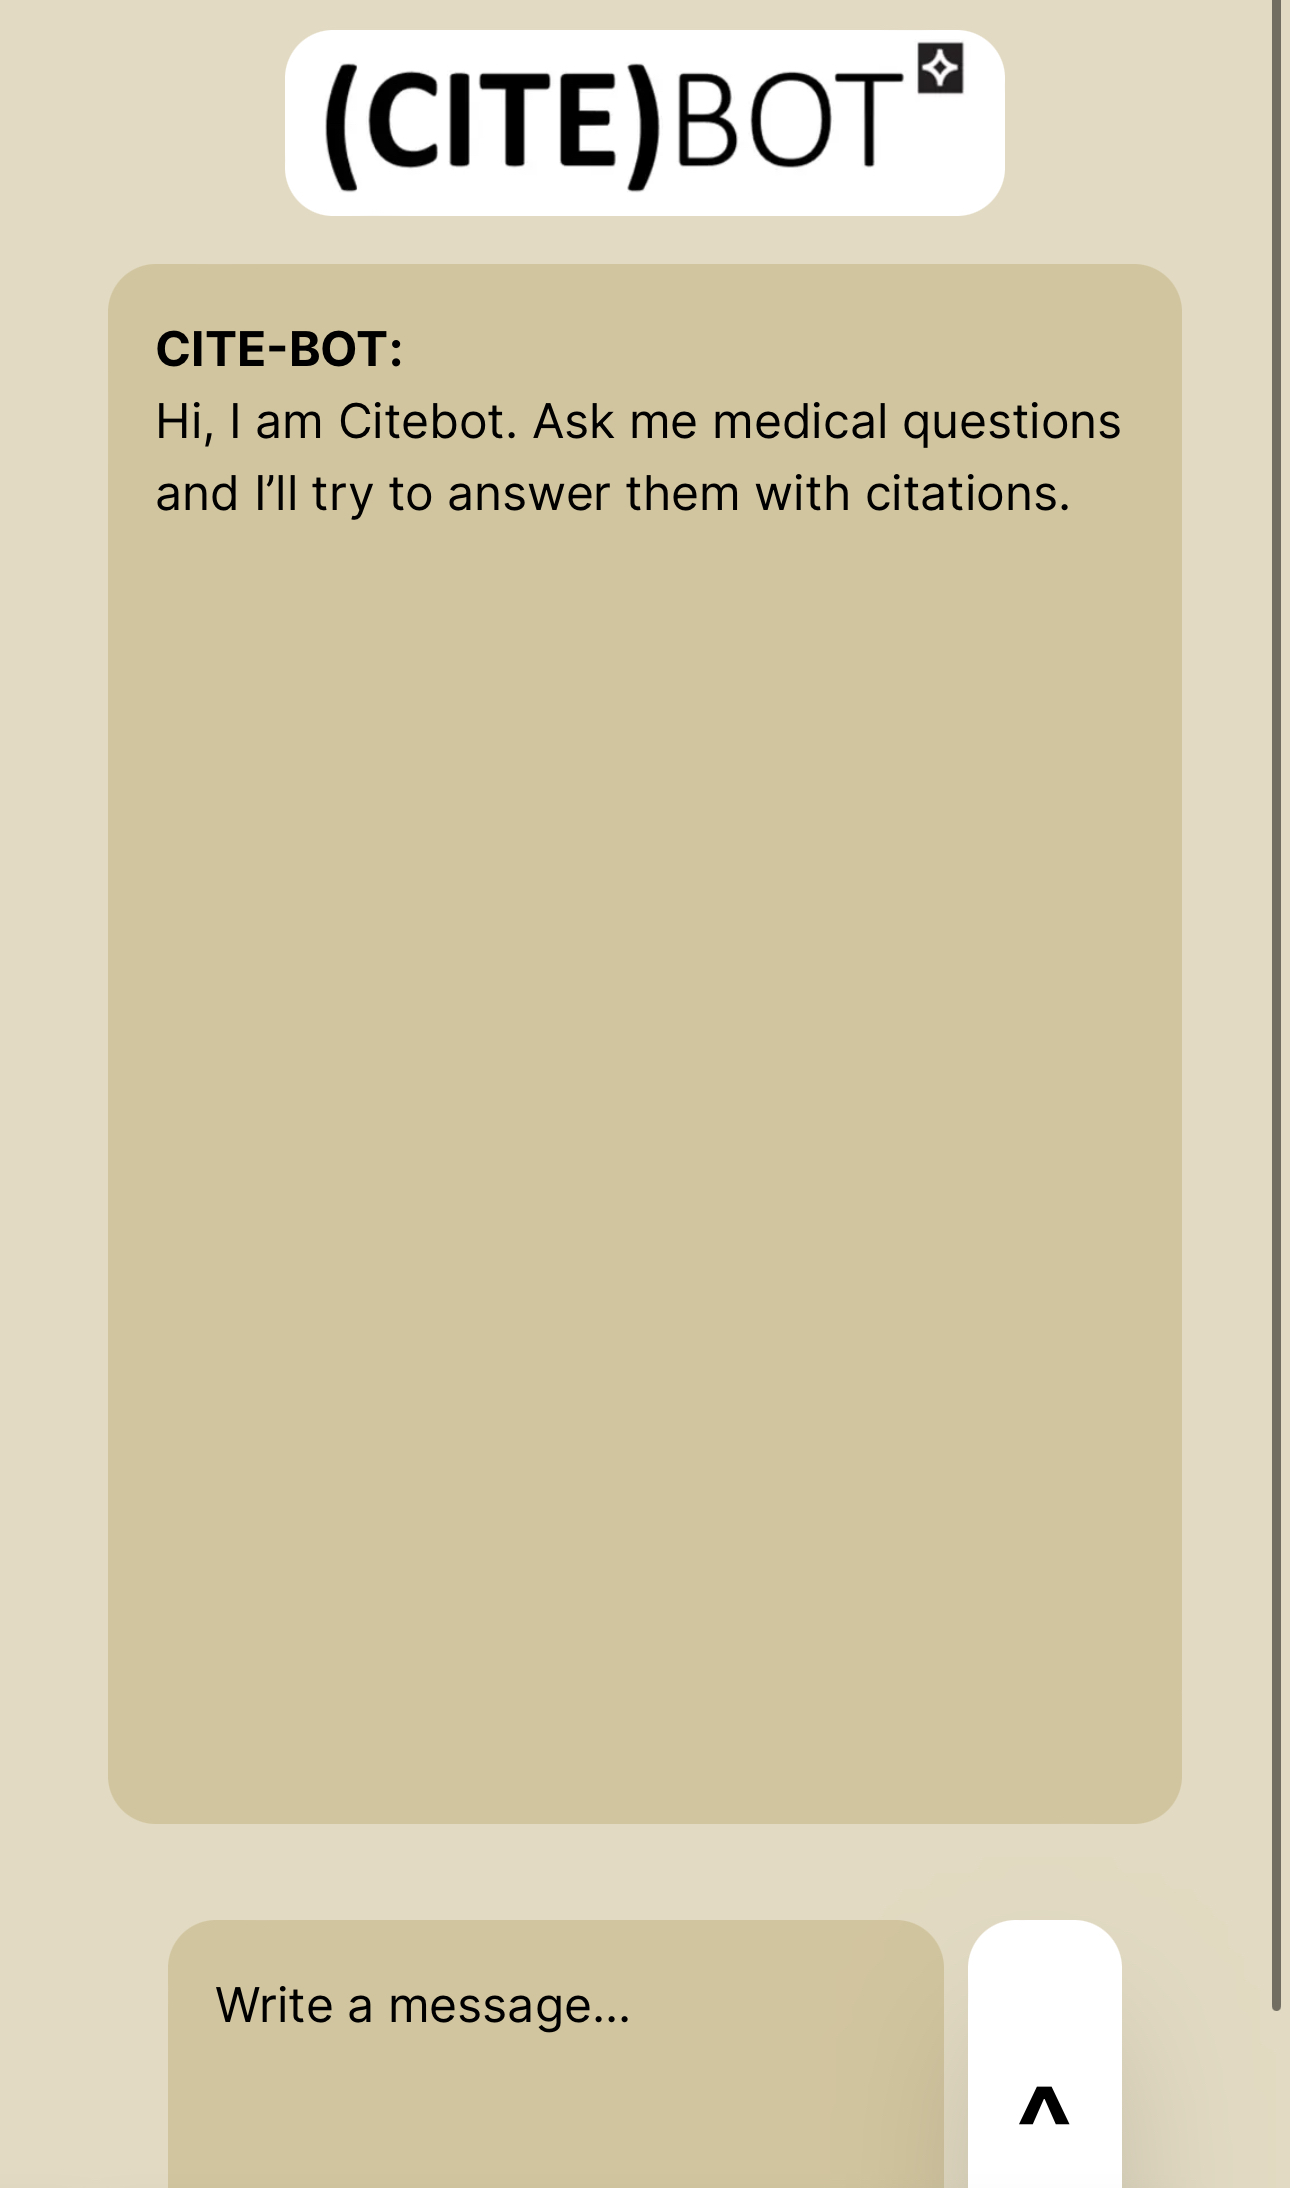 (CITE)BOT
CITE-BOT:
Hi, I am Citebot. Ask me medical questions
and I’ll try to answer them with citations.
Write a message...
^